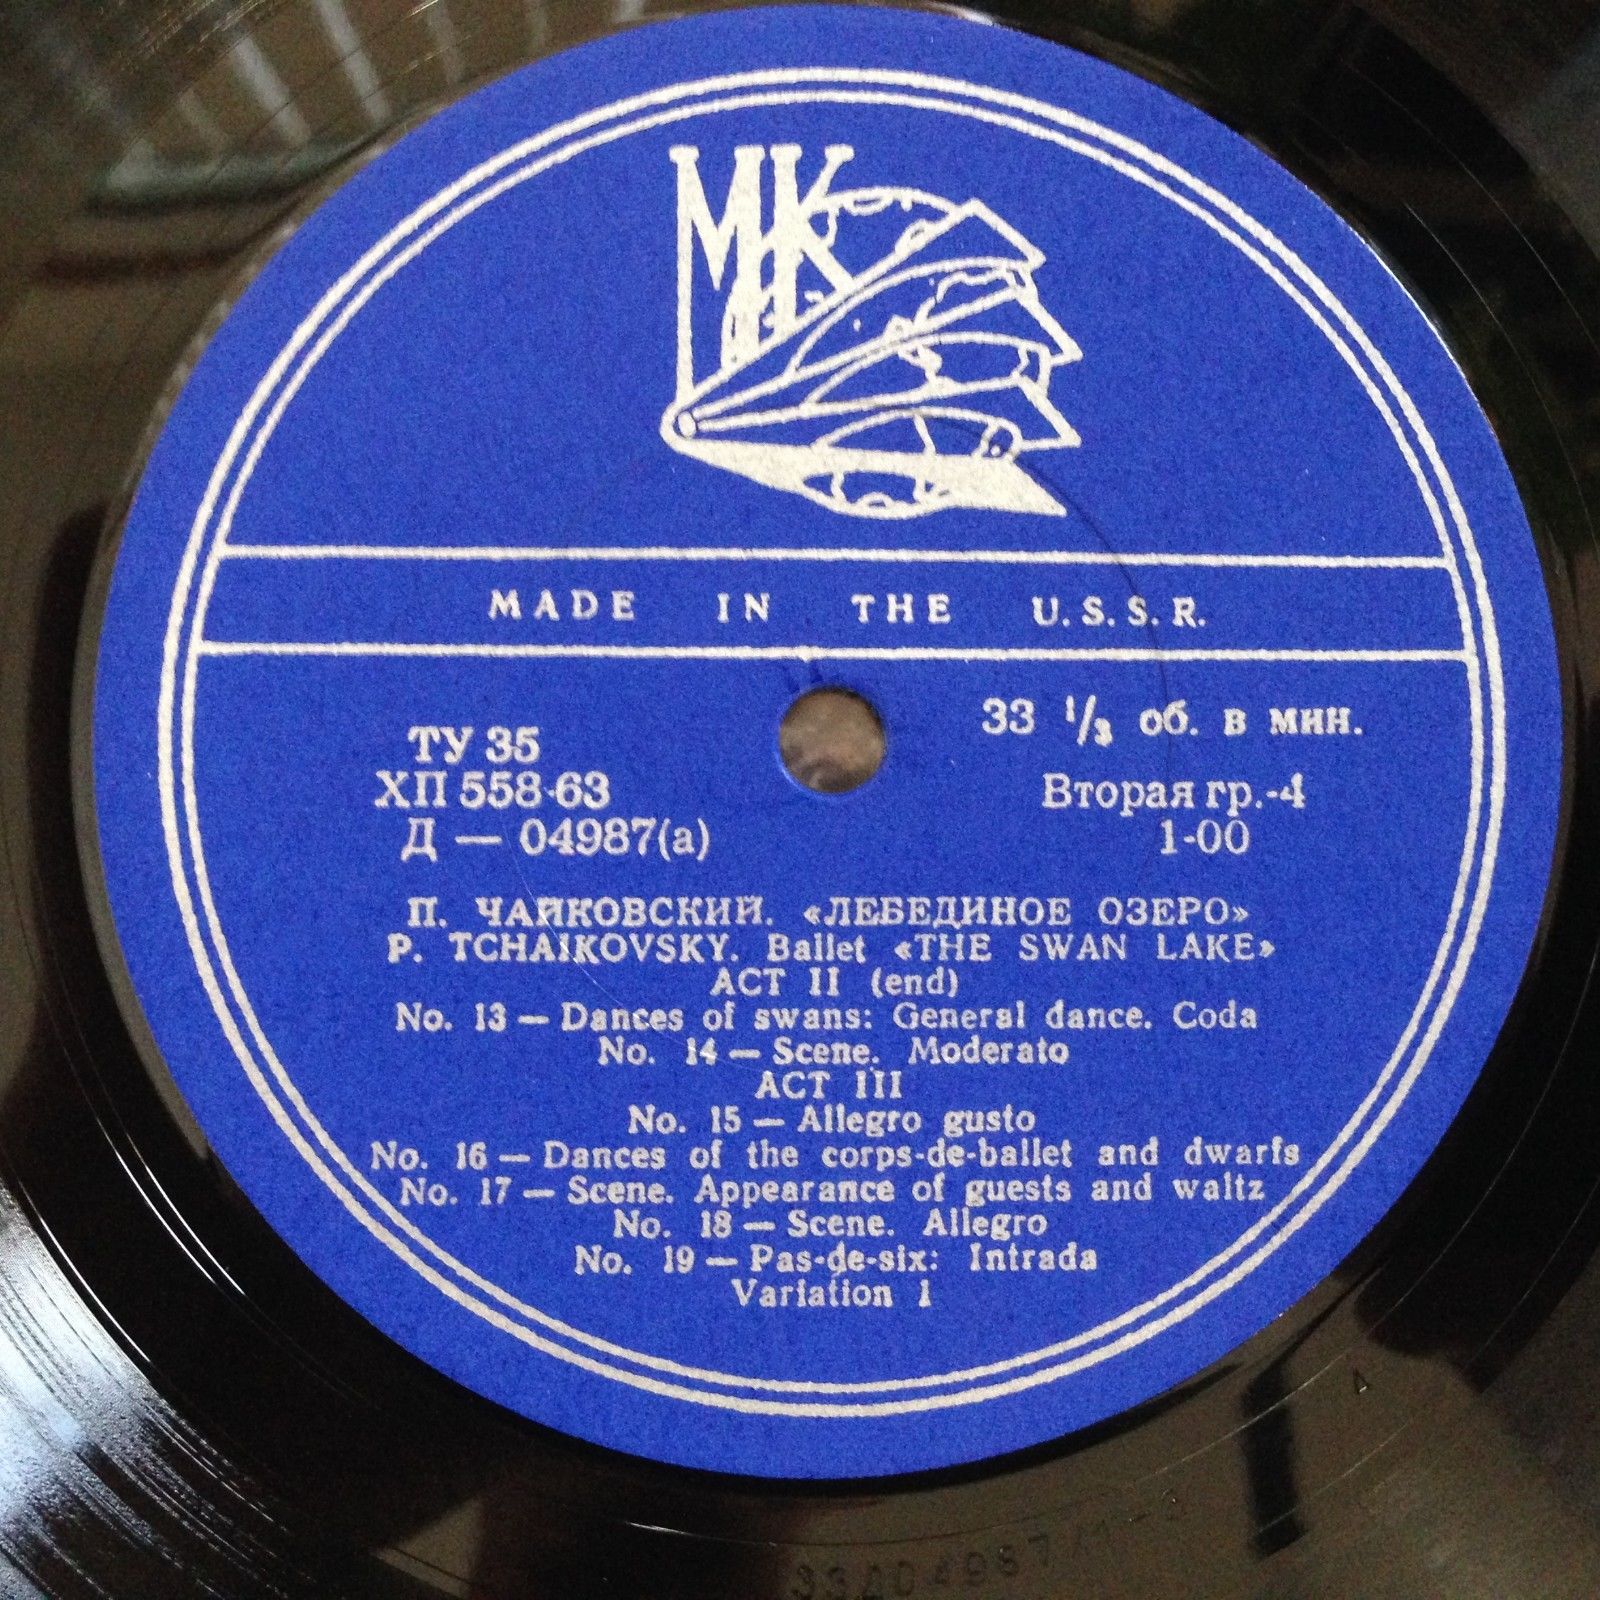 МК
MADE IN THE U.S.S.R.
33 1/3 об. в мин.
ТУ 35
ХП 558-63
Вторая гр.-4
Д — 04987(а)
1-00
П. ЧАЙКОВСКИЙ. «ЛЕБЕДИНОЕ ОЗЕРО»
P. TCHAIKOVSKY. Ballet «THE SWAN LAKE»
ACT II (end)
No. 13 — Dances of swans: General dance. Coda
No. 14 — Scene. Moderato
ACT III
No. 15 — Allegro gusto
No. 16 — Dances of the corps-de-ballet and dwarfs
No. 17 — Scene. Appearance of guests and waltz
No. 18 — Scene. Allegro
No. 19 — Pas-de-six: Intrada
Variation 1